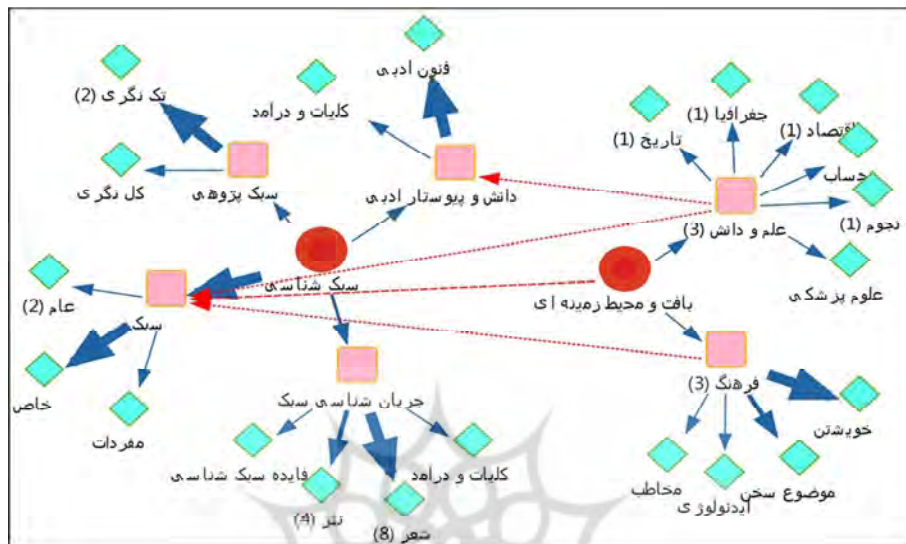 فنون ادبی
تک نگری (2)
کلیات و درآمد
جغرافیا (1)
اقتصاد (1)
تاریخ (1)
حساب
سبک پژوهی
کل نگری
دانش و پیوستار ادبی
علم و دانش (3)
نجوم (1)
سبک شناسی
بافت و محیط زمینه ای
علوم پزشکی
عام (2)
سبک
خاص
مفردات
جریان شناسی سبک
فرهنگ (3)
خویشتن
فایده سبک شناسی
کلیات و درآمد
نثر (4)
شعر (8)
مخاطب
ایدئولوژی
موضوع سخن